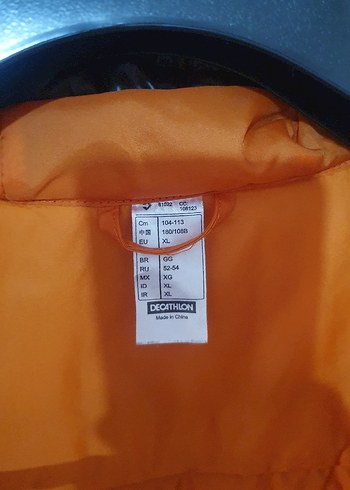 Cm 104-113
中国 180/108B
EU XL
BR GG
RU 52-54
MX XG
ID XL
IR XL
DECATHLON
Made in China